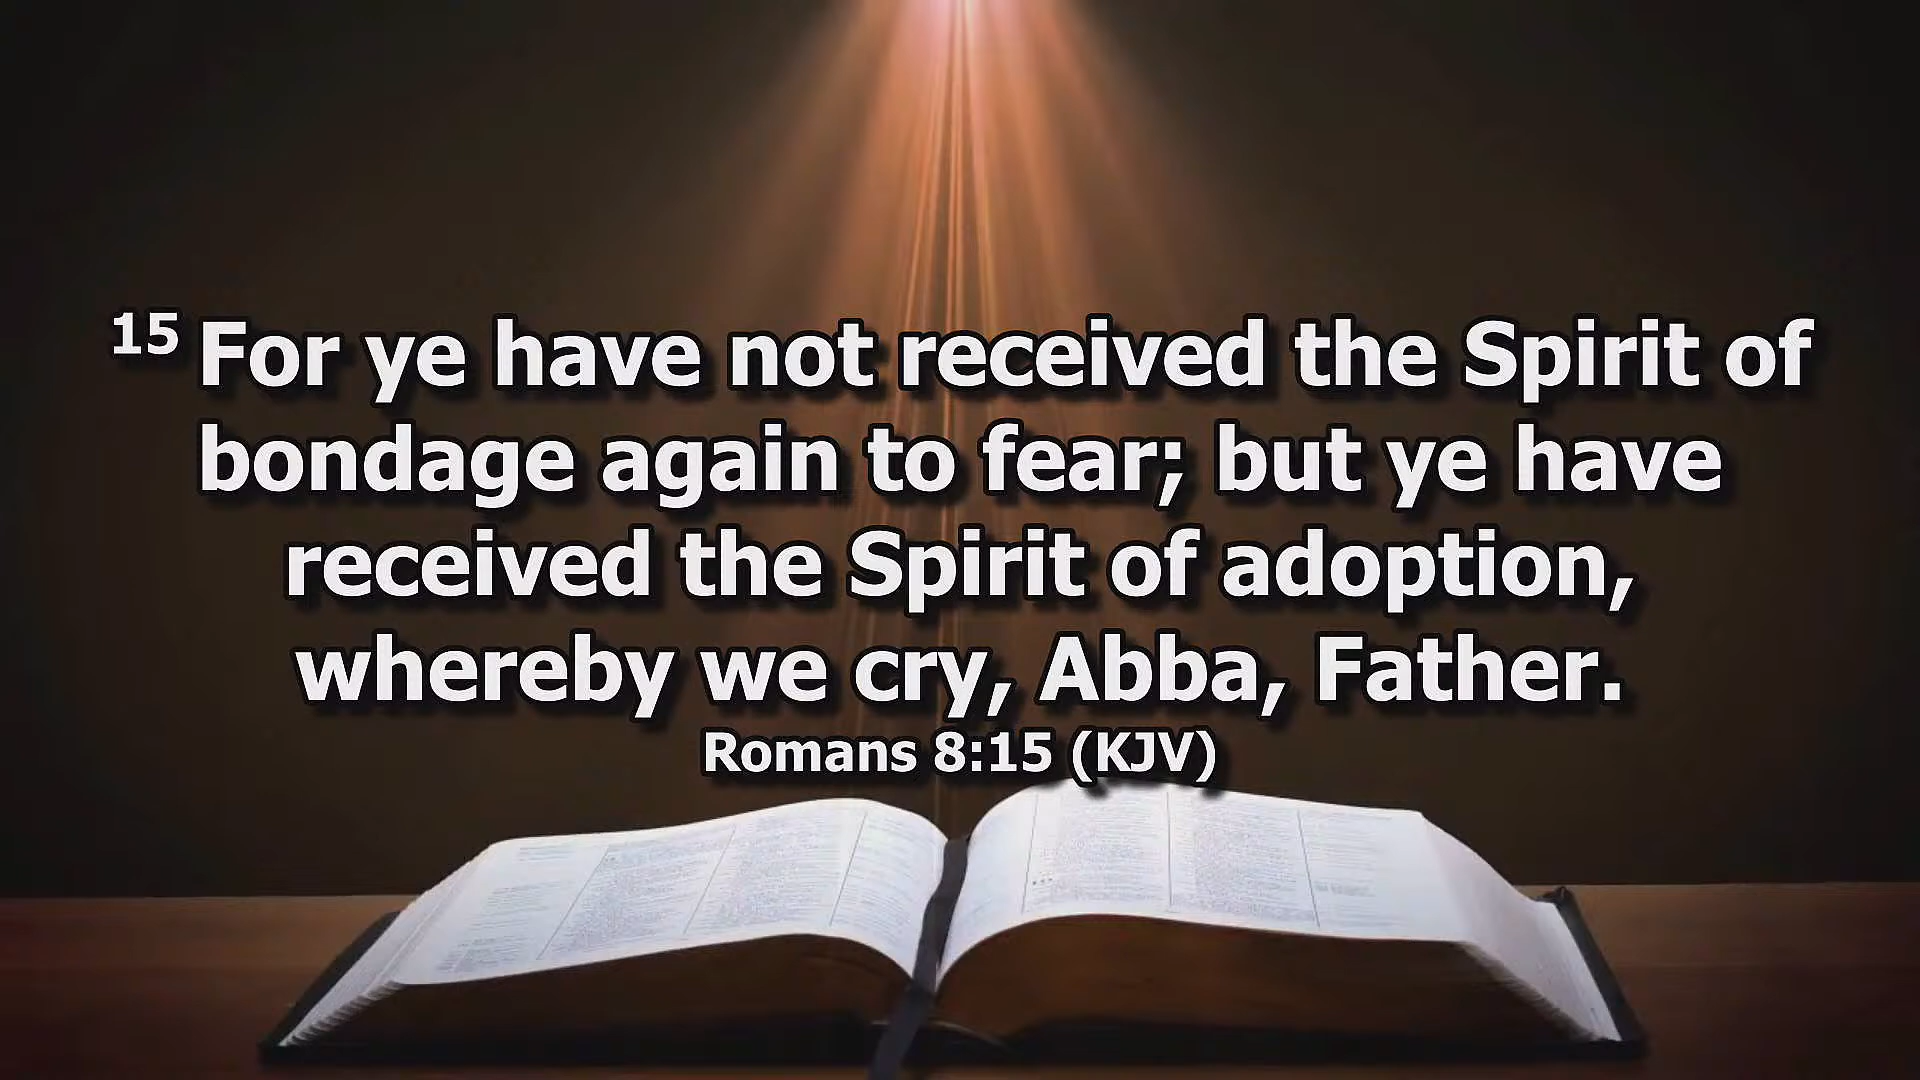 15 For ye have not received the Spirit of
bondage again to fear; but ye have
received the Spirit of adoption,
whereby we cry, Abba, Father.
Romans 8:15 (KJV)